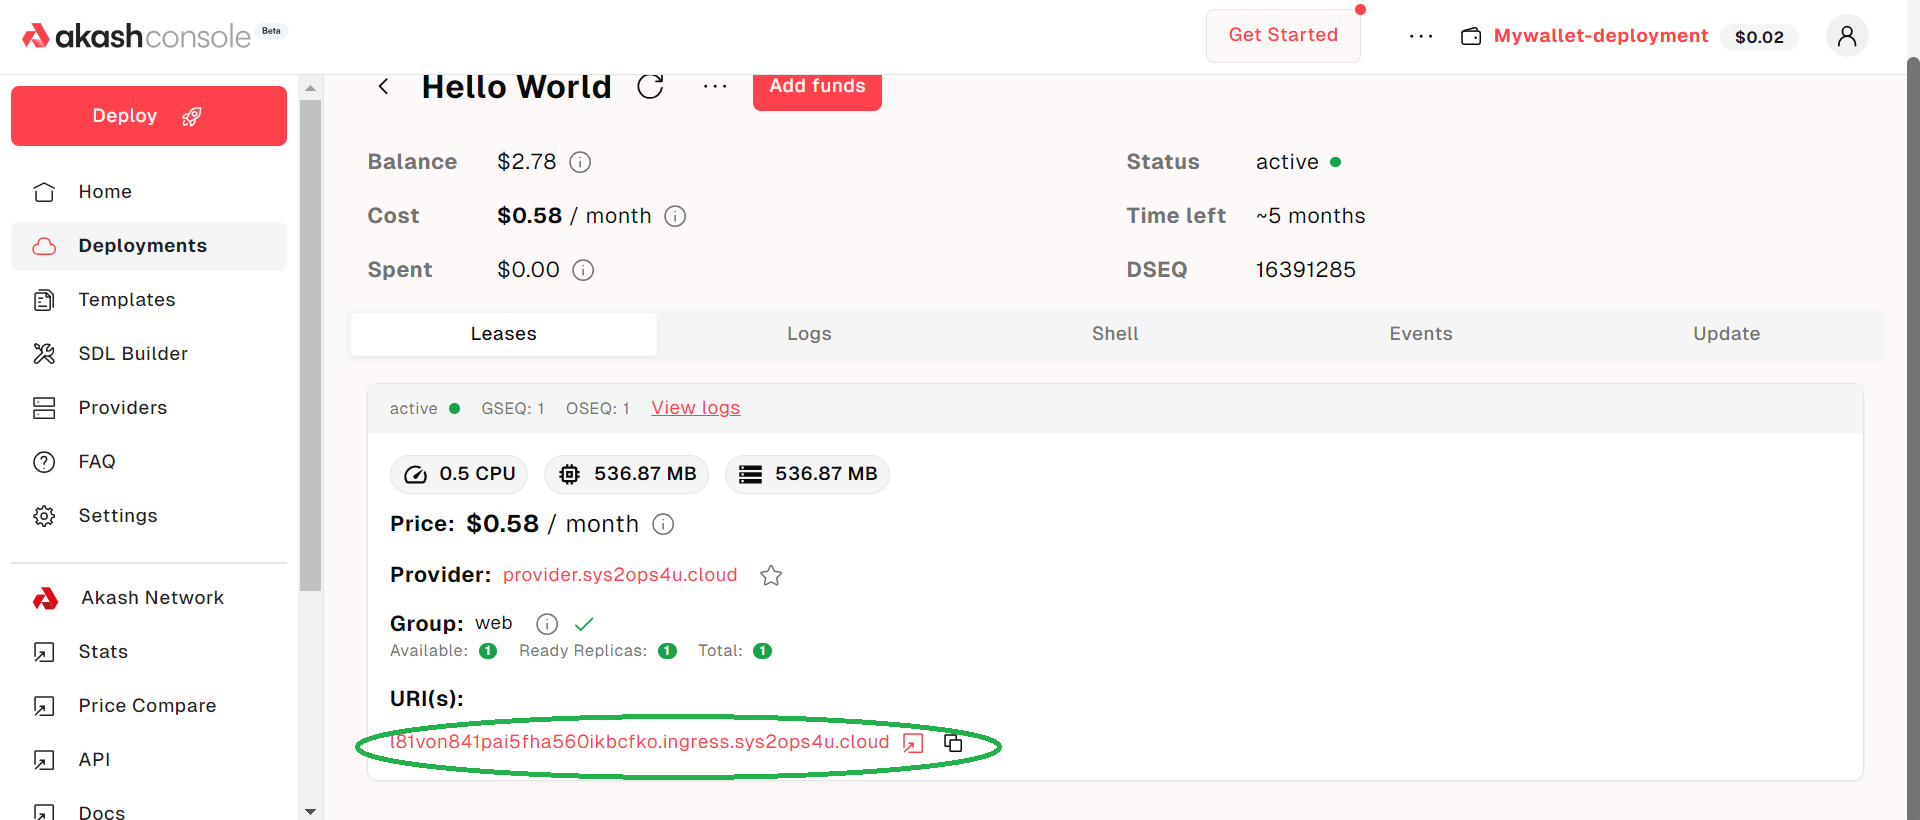 akashconsole Beta
Get Started
Mywallet-deployment $0.02
Deploy
Home
Deployments
Templates
SDL Builder
Providers
FAQ
Settings
Akash Network
Stats
Price Compare
API
Docs
Hello World
Add funds
Balance $2.78
Cost $0.58 / month
Spent $0.00
Status active
Time left ~5 months
DSEQ 16391285
Leases Logs Shell Events Update
active GSEQ: 1 OSEQ: 1 View logs
0.5 CPU 536.87 MB 536.87 MB
Price: $0.58 / month
Provider: provider.sys2ops4u.cloud
Group: web
Available: 1 Ready Replicas: 1 Total: 1
URI(s):
l81von841pai5fha560ikbcfko.ingress.sys2ops4u.cloud